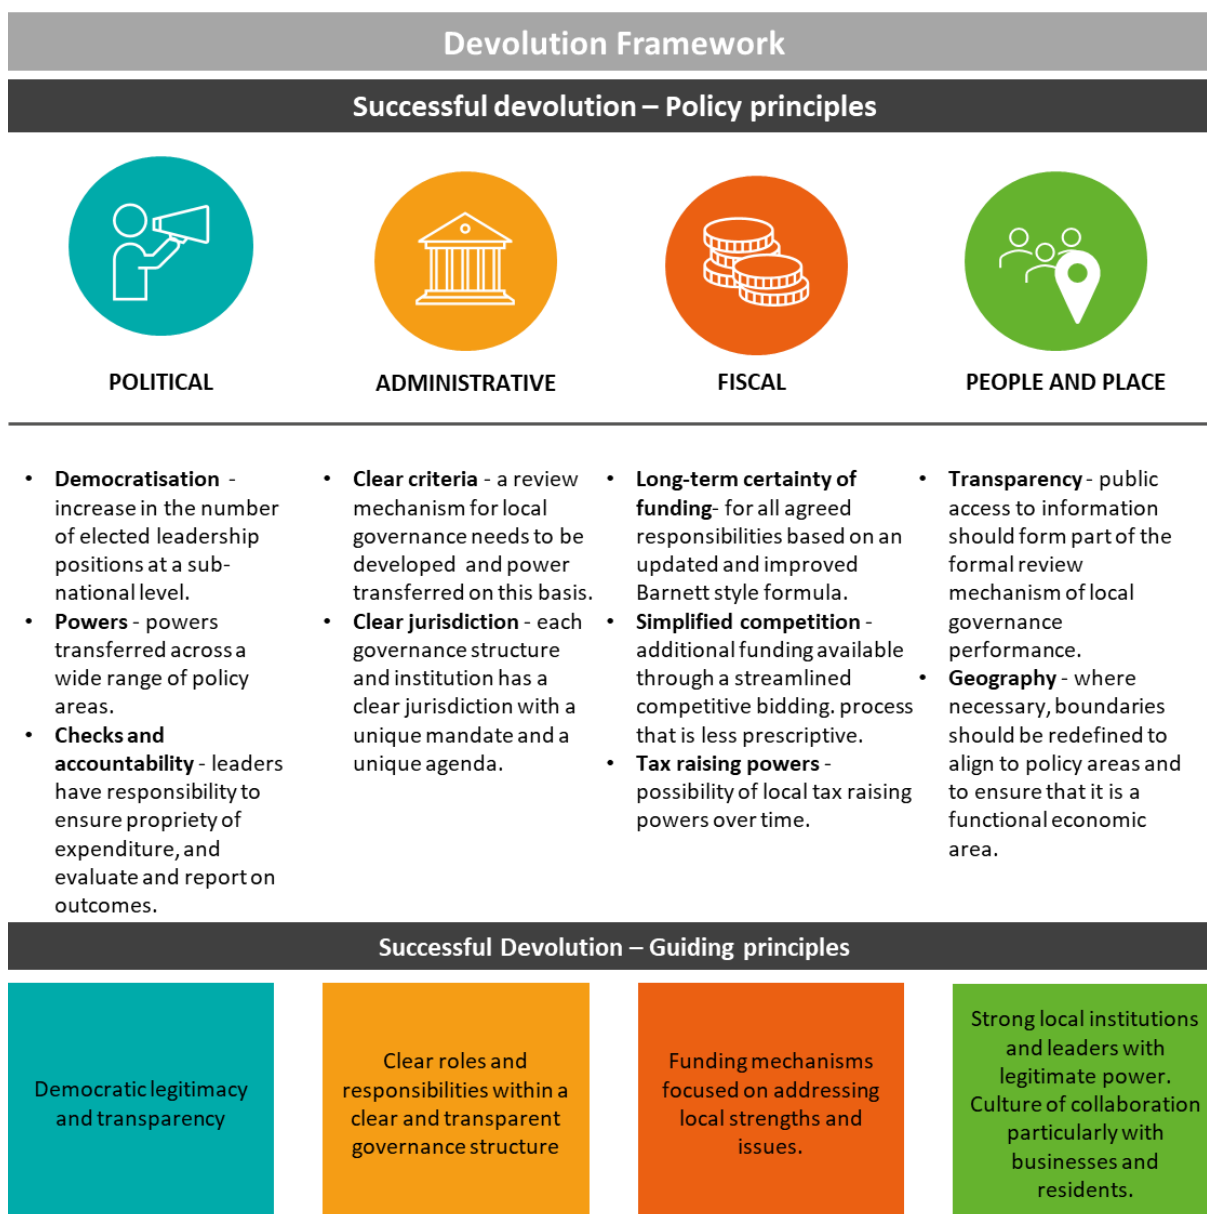 Devolution Framework
Successful devolution – Policy principles
POLITICAL
ADMINISTRATIVE
FISCAL
PEOPLE AND PLACE
• Democratisation -
increase in the number
of elected leadership
positions at a sub-
national level.
• Powers - powers
transferred across a
wide range of policy
areas.
• Checks and
accountability - leaders
have responsibility to
ensure propriety of
expenditure, and
evaluate and report on
outcomes.
• Clear criteria - a review
mechanism for local
governance needs to be
developed and power
transferred on this basis.
• Clear jurisdiction - each
governance structure
and institution has a
clear jurisdiction with a
unique mandate and a
unique agenda.
• Long-term certainty of
funding- for all agreed
responsibilities based on an
updated and improved
Barnett style formula.
• Simplified competition -
additional funding available
through a streamlined
competitive bidding. process
that is less prescriptive.
• Tax raising powers -
possibility of local tax raising
powers over time.
• Transparency - public
access to information
should form part of the
formal review
mechanism of local
governance
performance.
• Geography - where
necessary, boundaries
should be redefined to
align to policy areas and
to ensure that it is a
functional economic
area.
Successful Devolution – Guiding principles
Democratic legitimacy
and transparency
Clear roles and
responsibilities within a
clear and transparent
governance structure
Funding mechanisms
focused on addressing
local strengths and
issues.
Strong local institutions
and leaders with
legitimate power.
Culture of collaboration
particularly with
businesses and
residents.